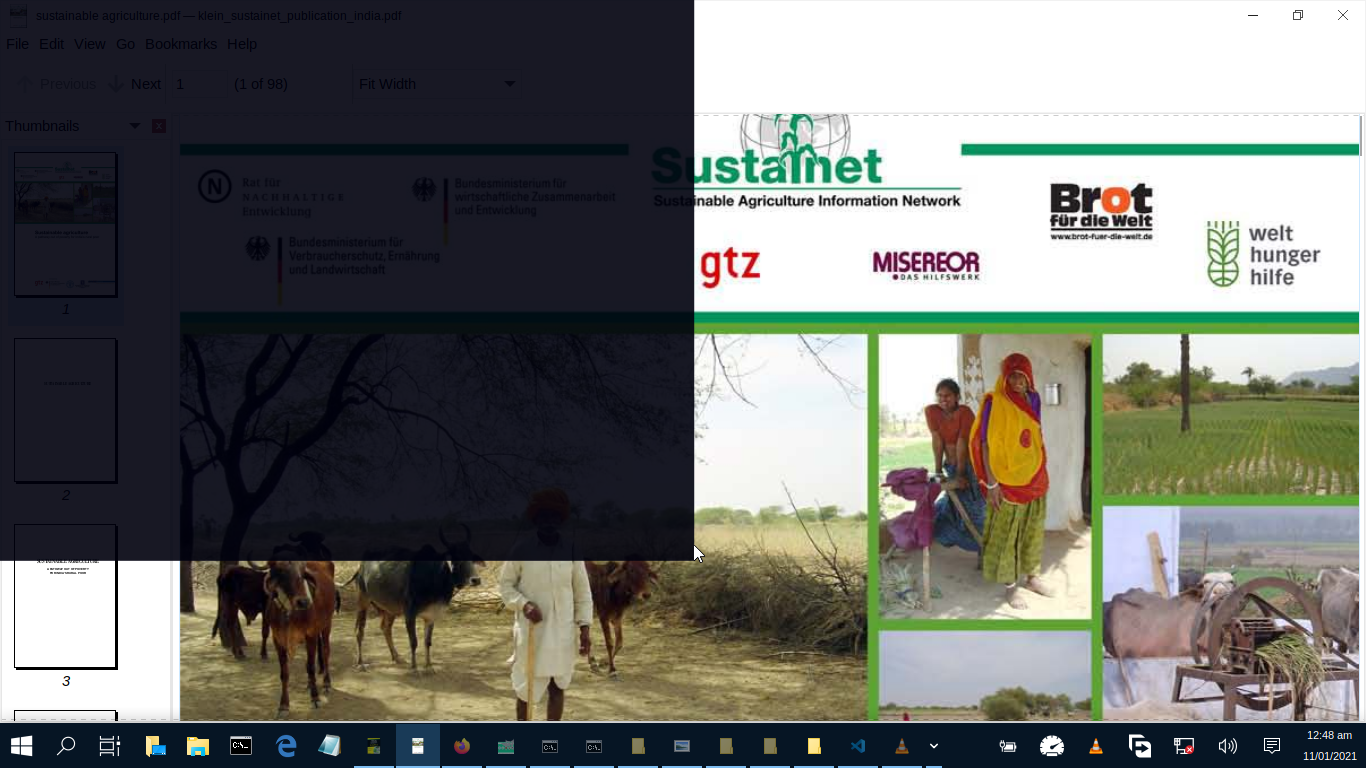 sustainable agriculture.pdf — klein_sustainet_publication_india.pdf
File Edit View Go Bookmarks Help
Previous Next 1 (1 of 98) Fit Width
Thumbnails
1
2
SUSTAINABLE AGRICULTURE
3
Sustainet
Sustainable Agriculture Information Network
N
Rat für
NACHHALTIGE
Entwicklung
Bundesministerium für
wirtschaftliche Zusammenarbeit
und Entwicklung
Bundesministerium für
Verbraucherschutz, Ernährung
und Landwirtschaft
Brot
für die Welt
www.brot-fuer-die-welt.de
gtz
MISEREOR
DAS HILFSWERK
welt
hunger
hilfe
12:48 am
11/01/2021